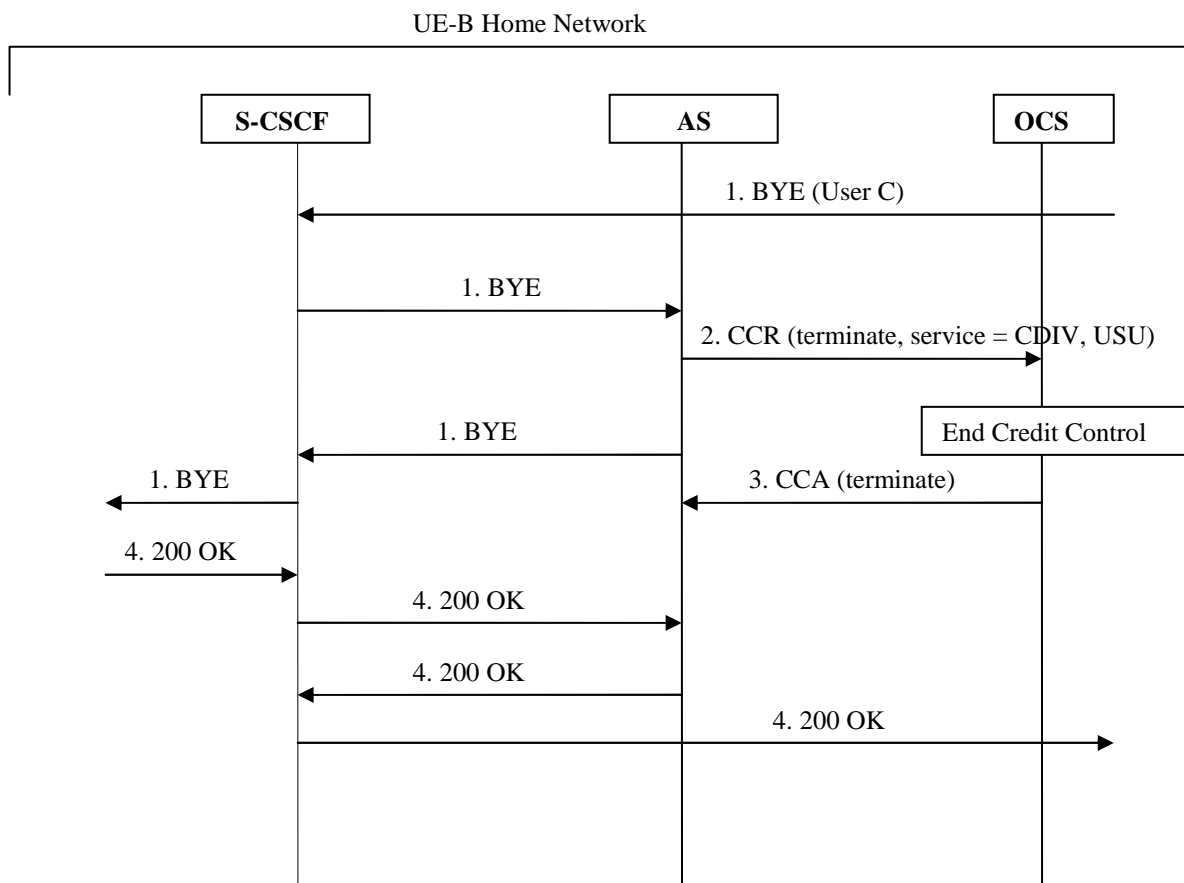 UE-B Home Network
S-CSCF
AS
OCS
1. BYE (User C)
1. BYE
2. CCR (terminate, service = CDIV, USU)
1. BYE
End Credit Control
1. BYE
3. CCA (terminate)
4. 200 OK
4. 200 OK
4. 200 OK
4. 200 OK